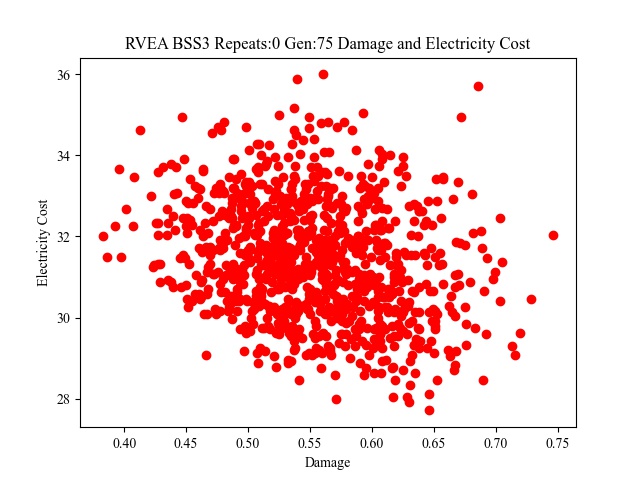 RVEA BSS3 Repeats:0 Gen:75 Damage and Electricity Cost
36
34
32
30
28
Electricity Cost
0.40 0.45 0.50 0.55 0.60 0.65 0.70 0.75
Damage